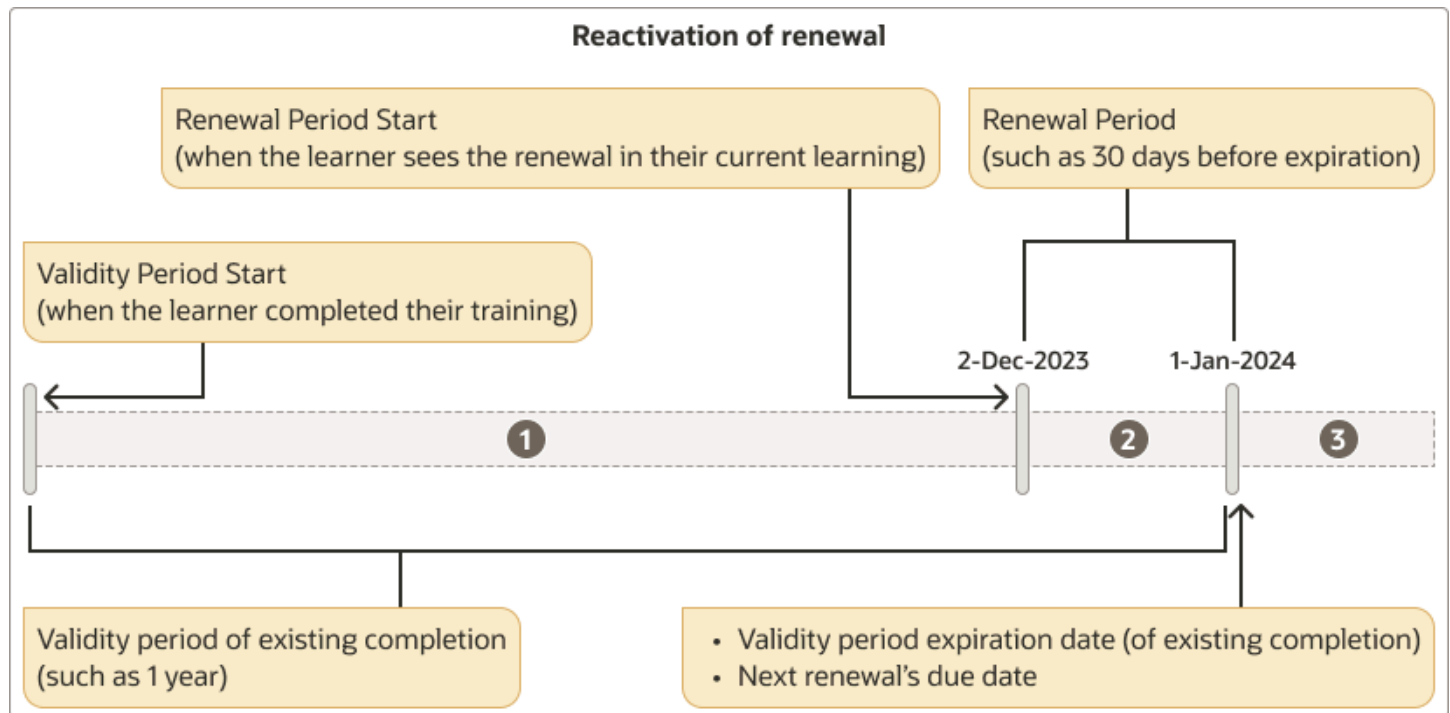 Reactivation of renewal
Renewal Period Start
(when the learner sees the renewal in their current learning)
Renewal Period
(such as 30 days before expiration)
Validity Period Start
(when the learner completed their training)
2-Dec-2023
1-Jan-2024
1
2
3
Validity period of existing completion
(such as 1 year)
• Validity period expiration date (of existing completion)
• Next renewal's due date